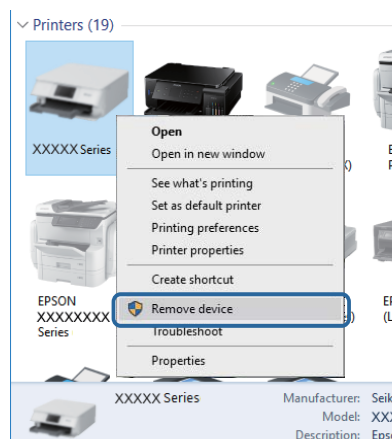 Printers (19)
XXXXX Series
Open
Open in new window
See what's printing
Set as default printer
Printing preferences
Printer properties
Create shortcut
Remove device
Troubleshoot
Properties
EPSON
XXXXXXXX
Series
XXXXX Series
Manufacturer:
Model:
Description: